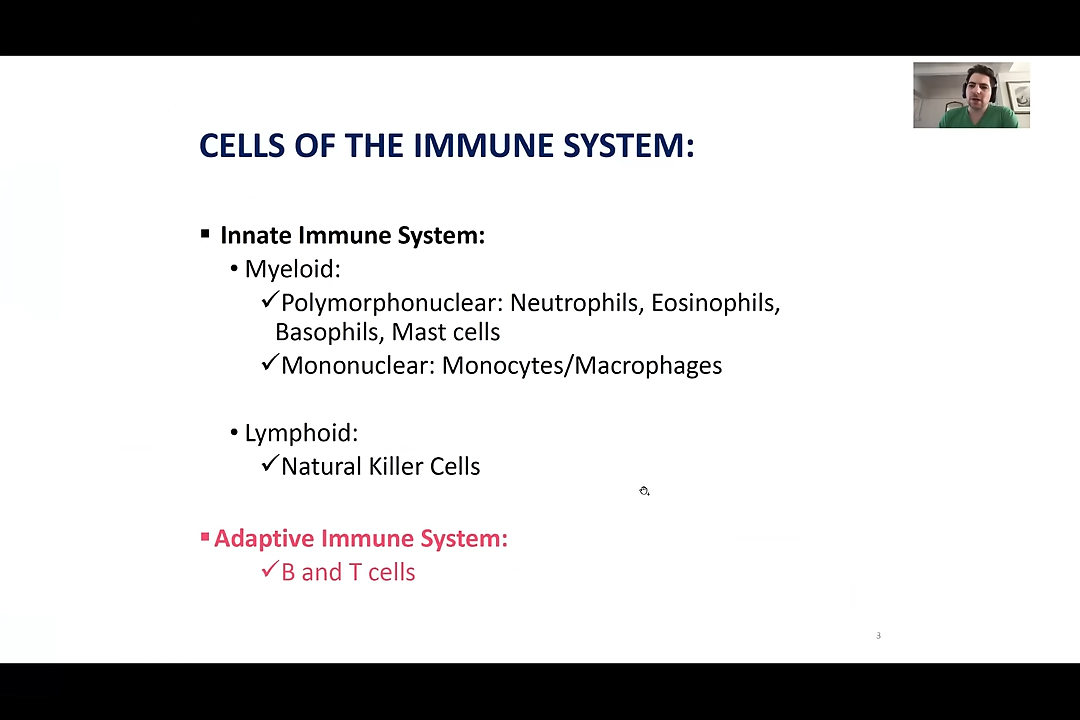 CELLS OF THE IMMUNE SYSTEM:
▪ Innate Immune System:
• Myeloid:
✓Polymorphonuclear: Neutrophils, Eosinophils,
Basophils, Mast cells
✓Mononuclear: Monocytes/Macrophages
• Lymphoid:
✓Natural Killer Cells
▪Adaptive Immune System:
✓B and T cells
3